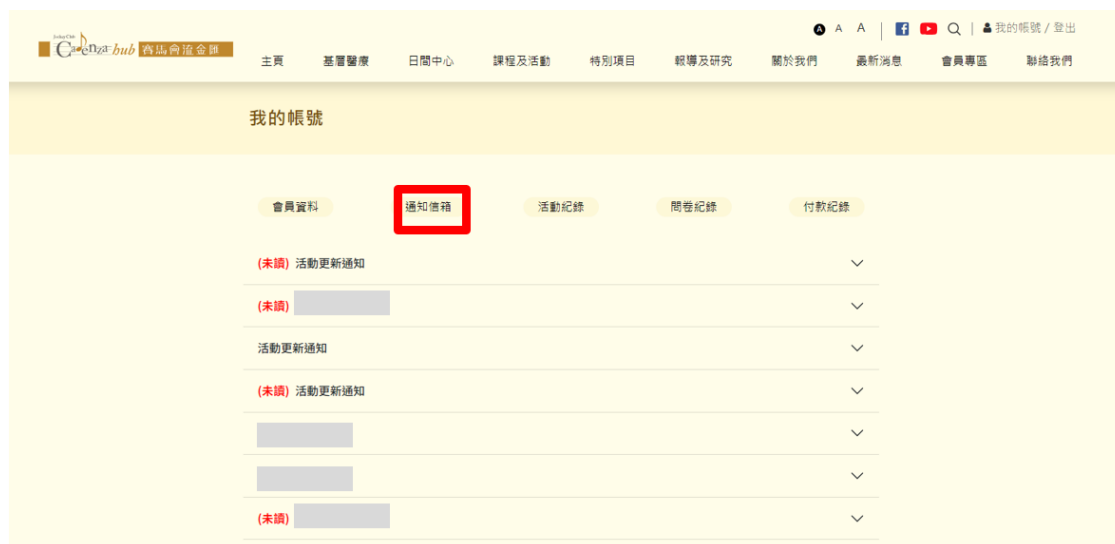 Jockey Club
Cadenza hub 賽馬會流金匯
A A A 我的帳號 / 登出
主頁 基層醫療 日間中心 課程及活動 特別項目 報導及研究 關於我們 最新消息 會員專區 聯絡我們
我的帳號
會員資料 通知信箱 活動紀錄 問卷紀錄 付款紀錄
(未讀) 活動更新通知
(未讀)
活動更新通知
(未讀) 活動更新通知
(未讀)